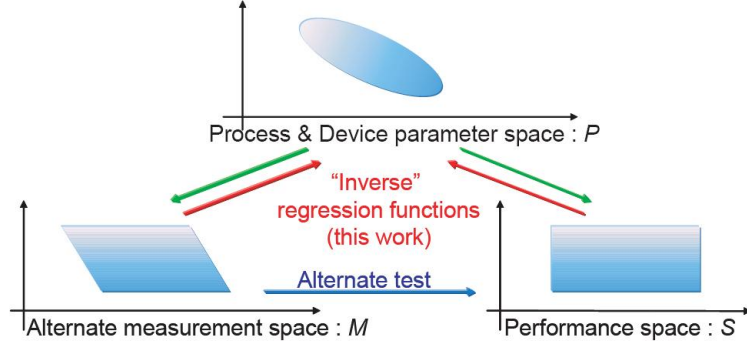 Process & Device parameter space : P
“Inverse”
regression functions
(this work)
Alternate test
Alternate measurement space : M
Performance space : S